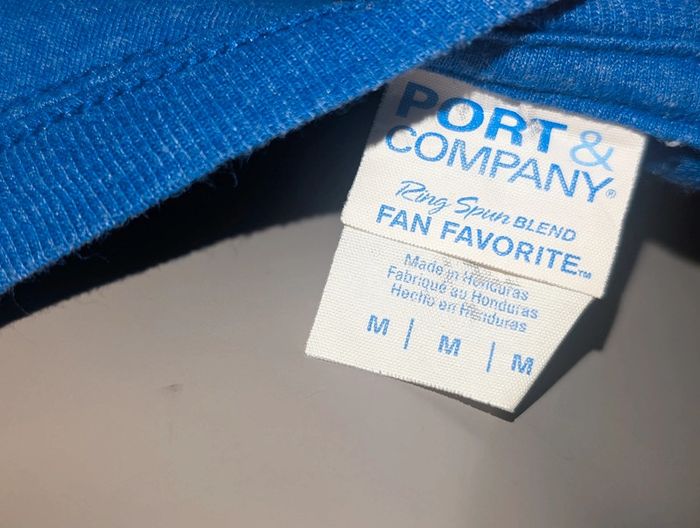 PORT &
COMPANY®
Ring Spun BLEND
FAN FAVORITE™
Made in Honduras
Fabriqué au Honduras
Hecho en Honduras
M | M | M